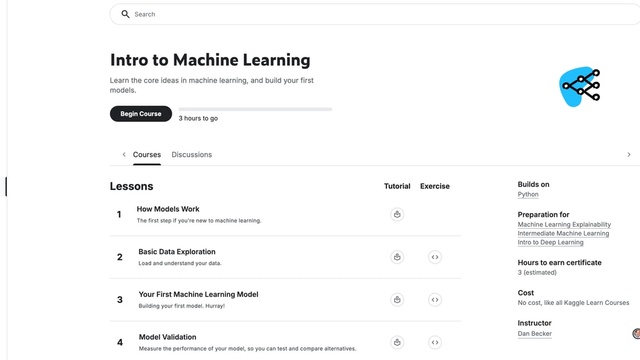 Search
Intro to Machine Learning
Learn the core ideas in machine learning, and build your first
models.
Begin Course
3 hours to go
Courses
Discussions
Lessons
Tutorial
Exercise
1
How Models Work
The first step if you're new to machine learning.
2
Basic Data Exploration
Load and understand your data.
3
Your First Machine Learning Model
Building your first model. Hurray!
4
Model Validation
Measure the performance of your model, so you can test and compare alternatives.
Builds on
Python
Preparation for
Machine Learning Explainability
Intermediate Machine Learning
Intro to Deep Learning
Hours to earn certificate
3 (estimated)
Cost
No cost, like all Kaggle Learn Courses
Instructor
Dan Becker